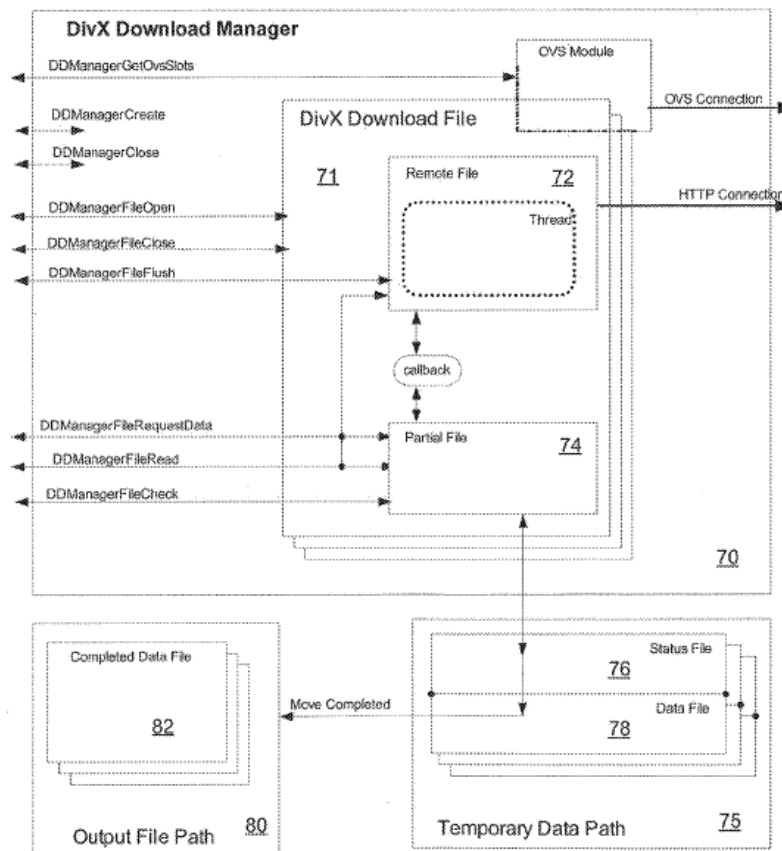 DivX Download Manager
OVS Module
DDManagerGetOvsSlots
OVS Connection
DDManagerCreate
DivX Download File
DDManagerClose
71
Remote File 72
HTTP Connection
DDManagerFileOpen
Thread
DDManagerFileClose
DDManagerFileFlush
callback
DDManagerFileRequestData
Partial File 74
DDManagerFileRead
DDManagerFileCheck
70
Completed Data File
Status File
76
Move Completed
82
Data File
78
Output File Path 80
Temporary Data Path 75